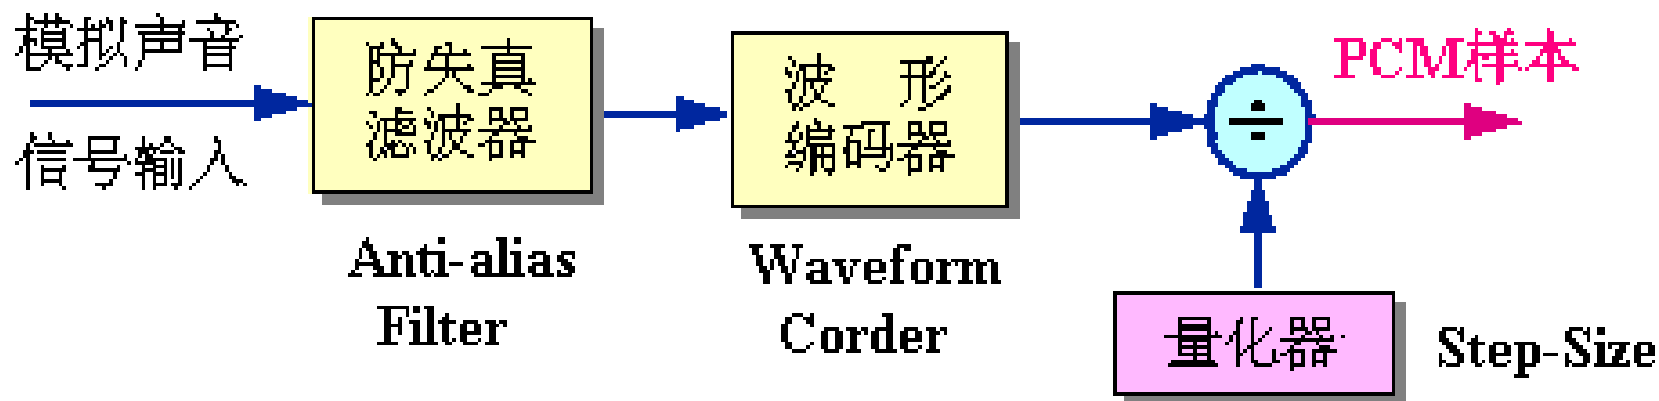 模拟声音
信号输入
防失真
滤波器
Anti-alias
Filter
波 形
编码器
Waveform
Corder
÷
PCM样本
量化器
Step-Size